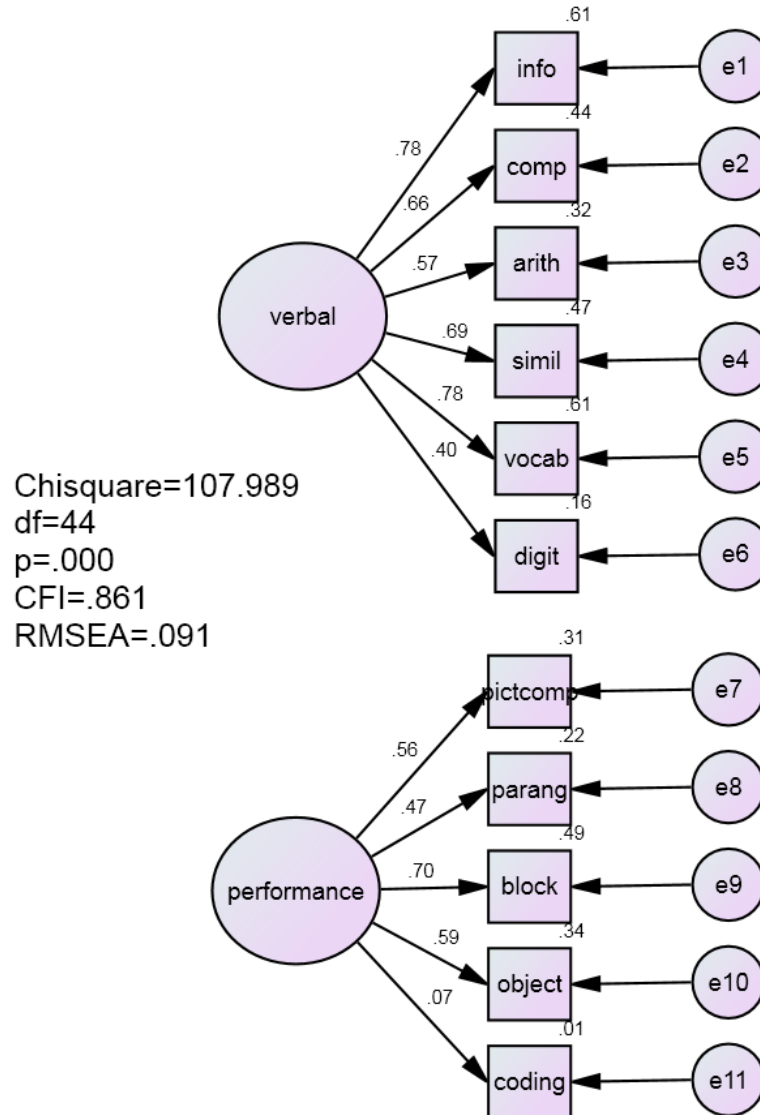 .61
info
e1
.78
.44
comp
e2
.66
.32
arith
e3
.57
.47
verbal
.69
simil
e4
.78
.61
vocab
e5
.40
.16
digit
e6
Chisquare=107.989
df=44
p=.000
CFI=.861
RMSEA=.091
.31
pictcomp
e7
.56
.22
parang
e8
.47
.49
performance
.70
block
e9
.59
.34
object
e10
.07
.01
coding
e11